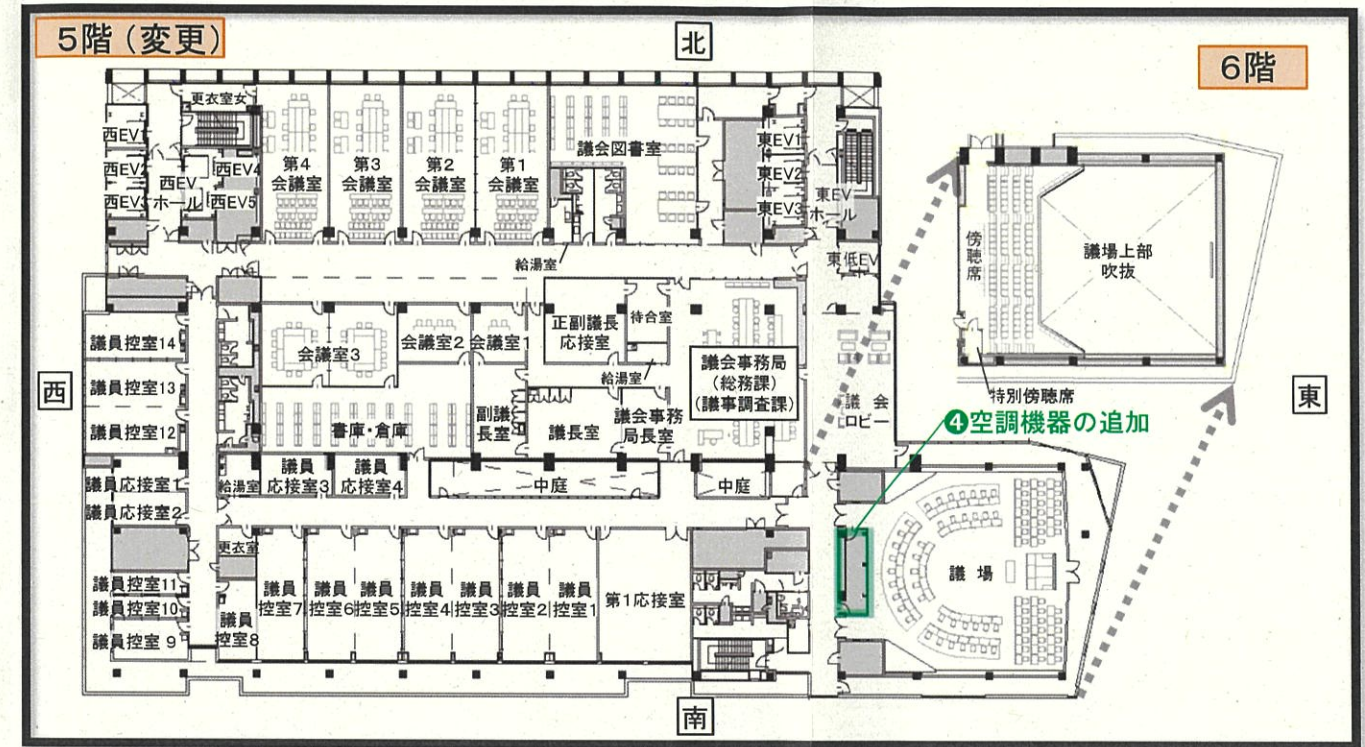 5階(変更)
北
6階
更衣室女
西EV1
西EV2
西EV3
西EV
ホール
西EV4
西EV5
第4
会議室
第3
会議室
第2
会議室
第1
会議室
議会図書室
東EV1
東EV2
東EV3
東EV
ホール
東低EV
給湯室
傍聴席
議場上部
吹抜
特別傍聴席
西
東
議員控室14
議員控室13
議員控室12
会議室3
会議室2
会議室1
正副議長
応接室
待合室
給湯室
議会事務局
(総務課)
(議事調査課)
議会
ロビー
❹空調機器の追加
書庫・倉庫
副議
長室
議長室
議会事務
局長室
議員応接室1
議員応接室2
給湯室
議員
応接室3
議員
応接室4
中庭
中庭
更衣室
議員控室11
議員控室10
議員控室9
議員
控室8
議員
控室7
議員
控室6
議員
控室5
議員
控室4
議員
控室3
議員
控室2
議員
控室1
第1応接室
議場
南